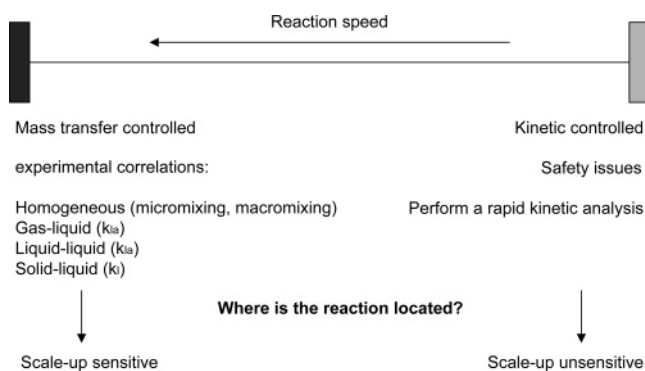 Reaction speed
Mass transfer controlled
Kinetic controlled
experimental correlations:
Safety issues
Homogeneous (micromixing, macromixing)
Perform a rapid kinetic analysis
Gas-liquid (kla)
Liquid-liquid (kla)
Solid-liquid (kl)
Where is the reaction located?
Scale-up sensitive
Scale-up unsensitive